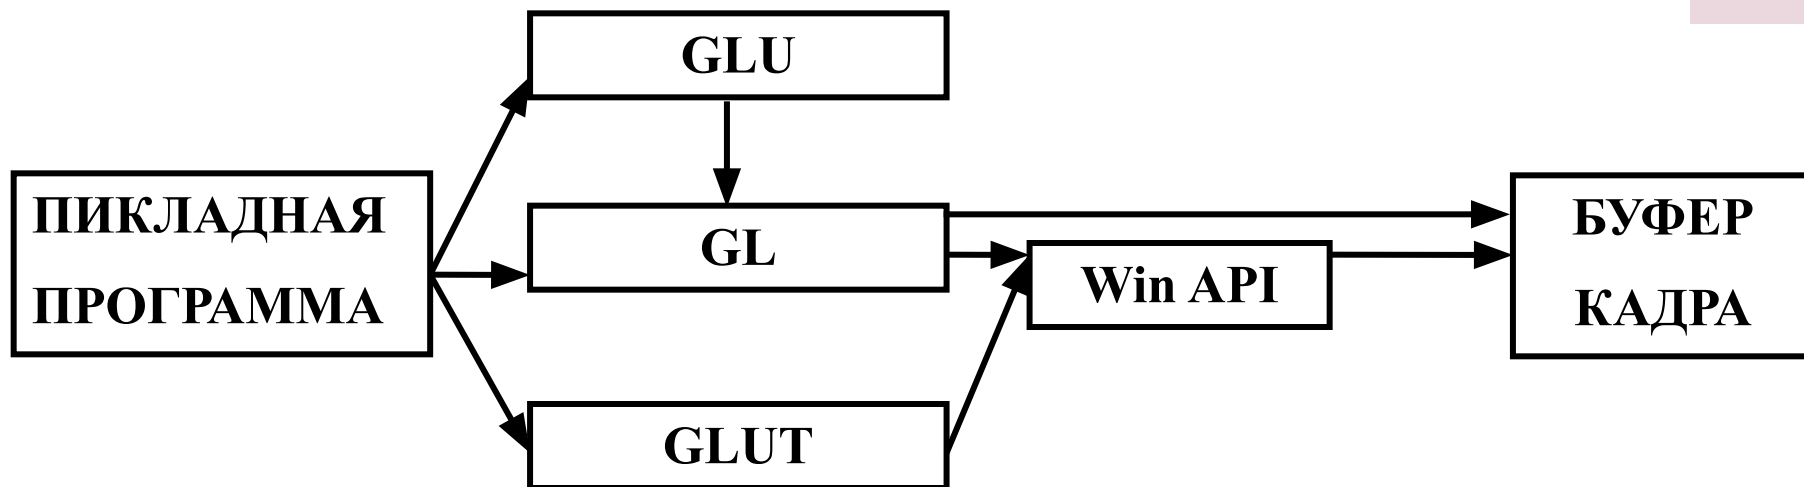 GLU
ПИКЛАДНАЯ
ПРОГРАММА
GL
Win API
БУФЕР
КАДРА
GLUT